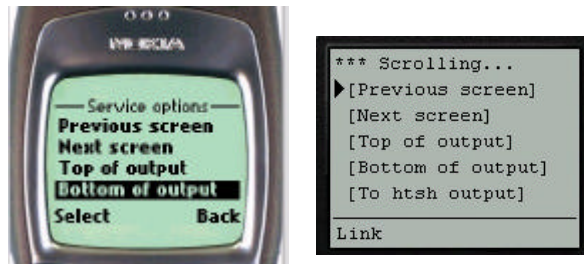 NOKIA
Service options
Previous screen
Next screen
Top of output
Bottom of output
Select Back
*** Scrolling...
[Previous screen]
[Next screen]
[Top of output]
[Bottom of output]
[To htsh output]
Link